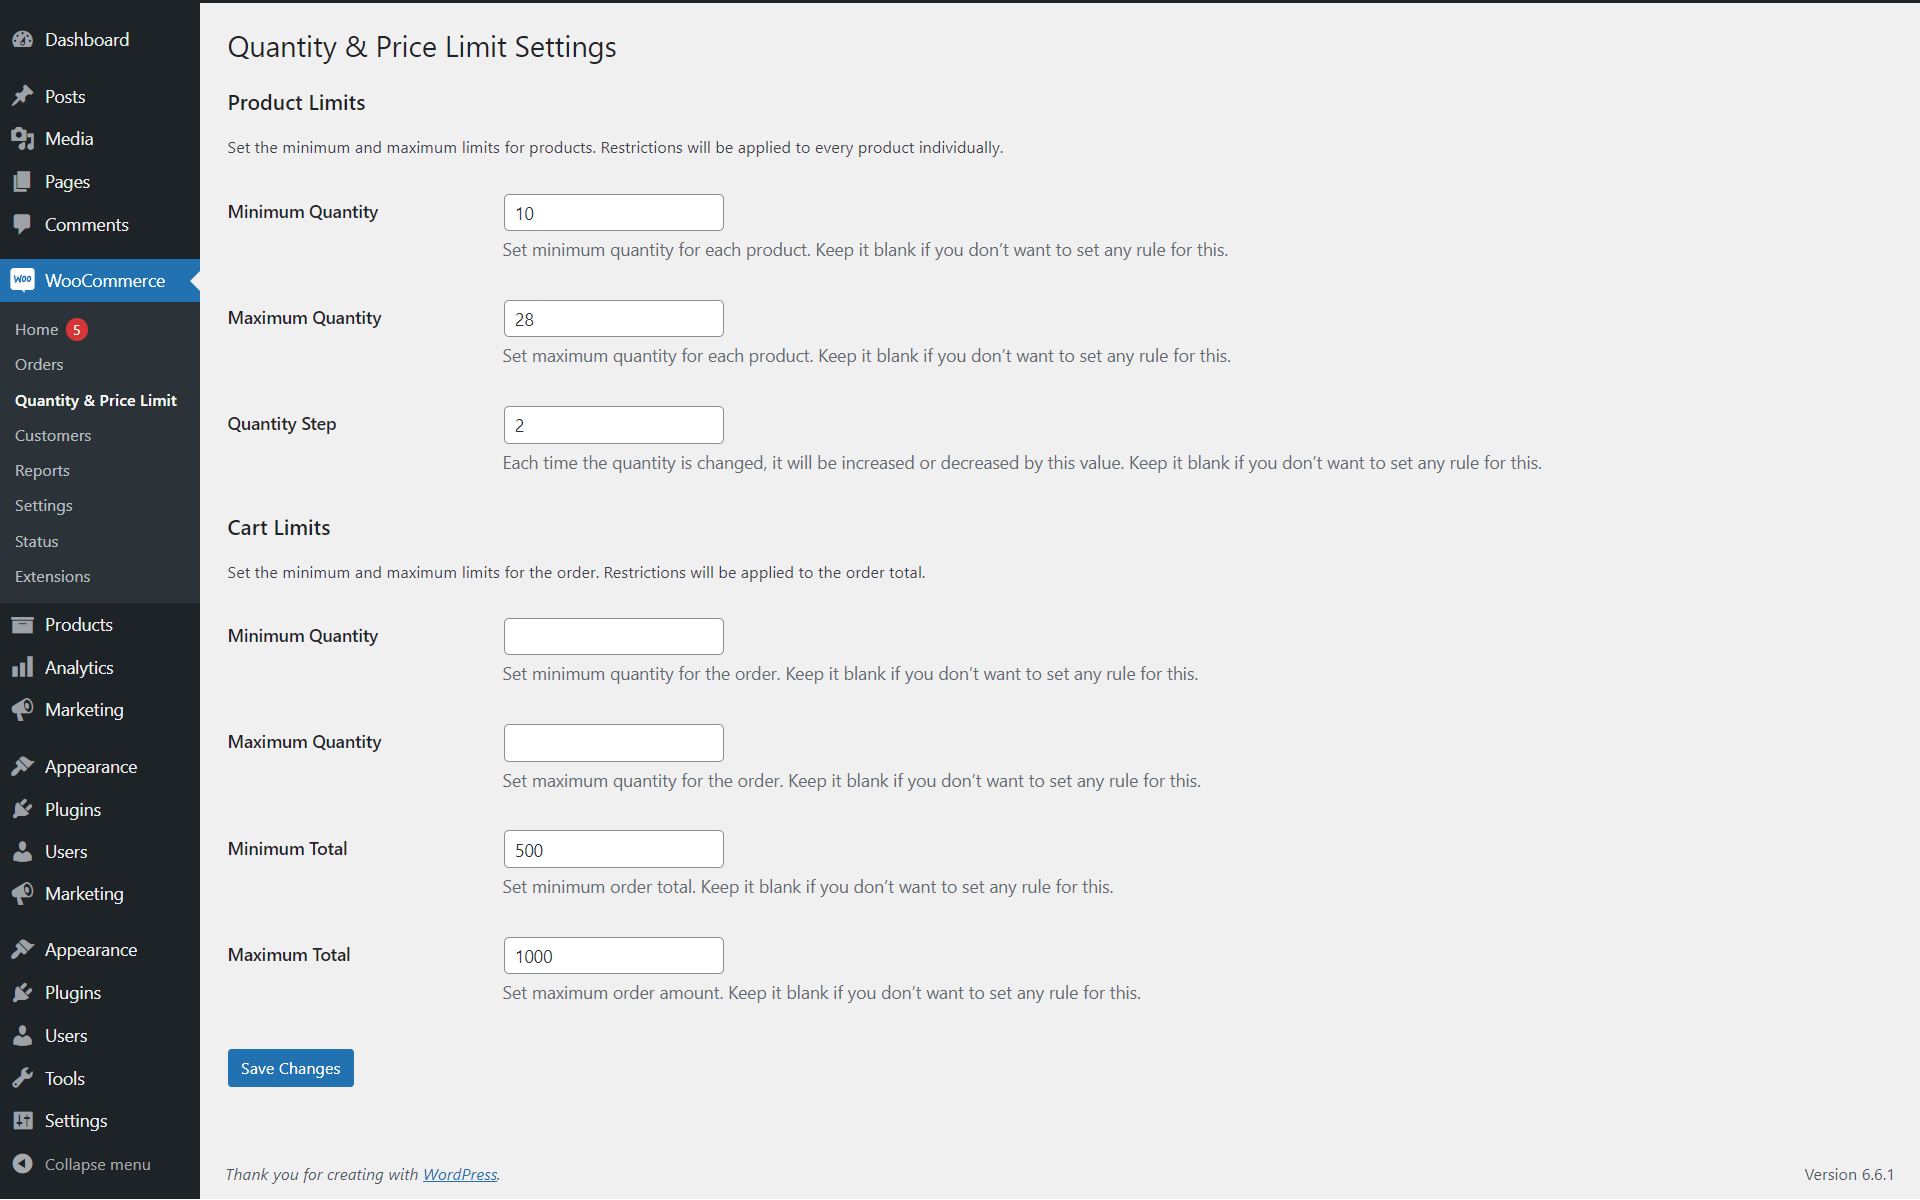 Dashboard
Posts
Media
Pages
Comments
Woo WooCommerce
Home 5
Orders
Quantity & Price Limit
Customers
Reports
Settings
Status
Extensions
Products
Analytics
Marketing
Appearance
Plugins
Users
Marketing
Appearance
Plugins
Users
Tools
Settings
Collapse menu
Quantity & Price Limit Settings
Product Limits
Set the minimum and maximum limits for products. Restrictions will be applied to every product individually.
Minimum Quantity
10
Set minimum quantity for each product. Keep it blank if you don’t want to set any rule for this.
Maximum Quantity
28
Set maximum quantity for each product. Keep it blank if you don’t want to set any rule for this.
Quantity Step
2
Each time the quantity is changed, it will be increased or decreased by this value. Keep it blank if you don’t want to set any rule for this.
Cart Limits
Set the minimum and maximum limits for the order. Restrictions will be applied to the order total.
Minimum Quantity
Set minimum quantity for the order. Keep it blank if you don’t want to set any rule for this.
Maximum Quantity
Set maximum quantity for the order. Keep it blank if you don’t want to set any rule for this.
Minimum Total
500
Set minimum order total. Keep it blank if you don’t want to set any rule for this.
Maximum Total
1000
Set maximum order amount. Keep it blank if you don’t want to set any rule for this.
Save Changes
Thank you for creating with WordPress.
Version 6.6.1